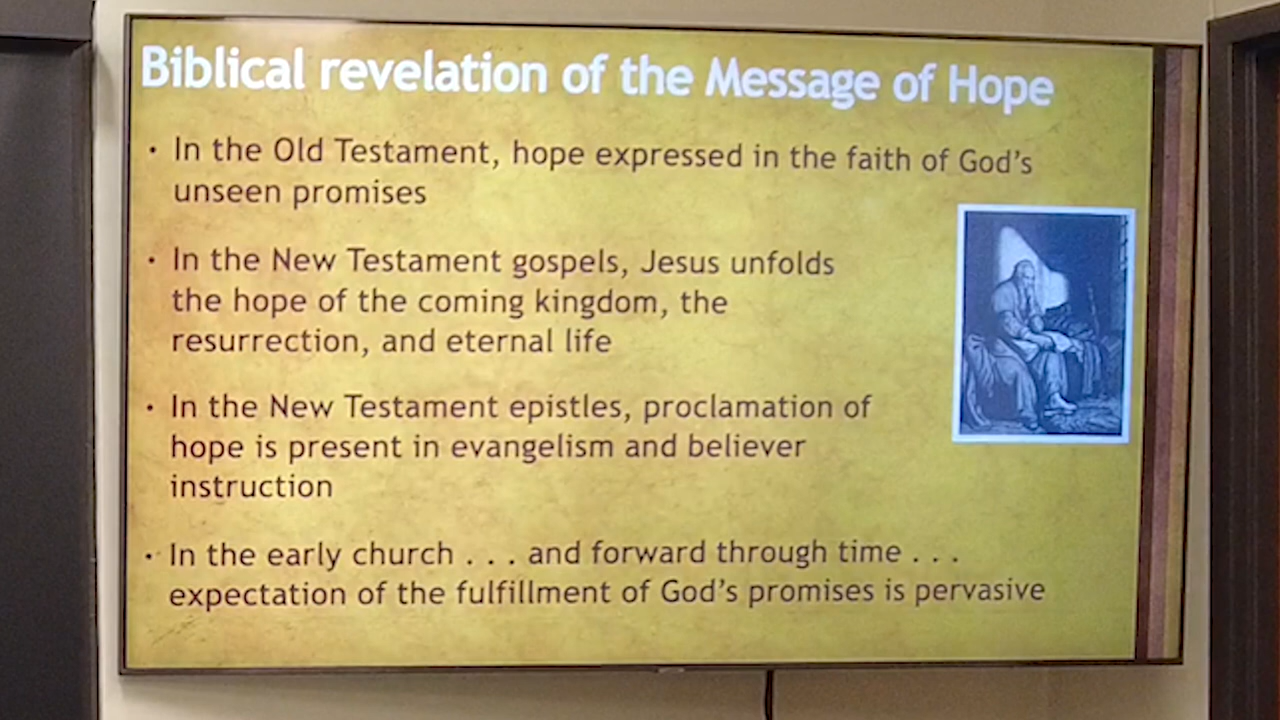 Biblical revelation of the Message of Hope
• In the Old Testament, hope expressed in the faith of God's
unseen promises
• In the New Testament gospels, Jesus unfolds
the hope of the coming kingdom, the
resurrection, and eternal life
• In the New Testament epistles, proclamation of
hope is present in evangelism and believer
instruction
• In the early church . . . and forward through time . . .
expectation of the fulfillment of God's promises is pervasive